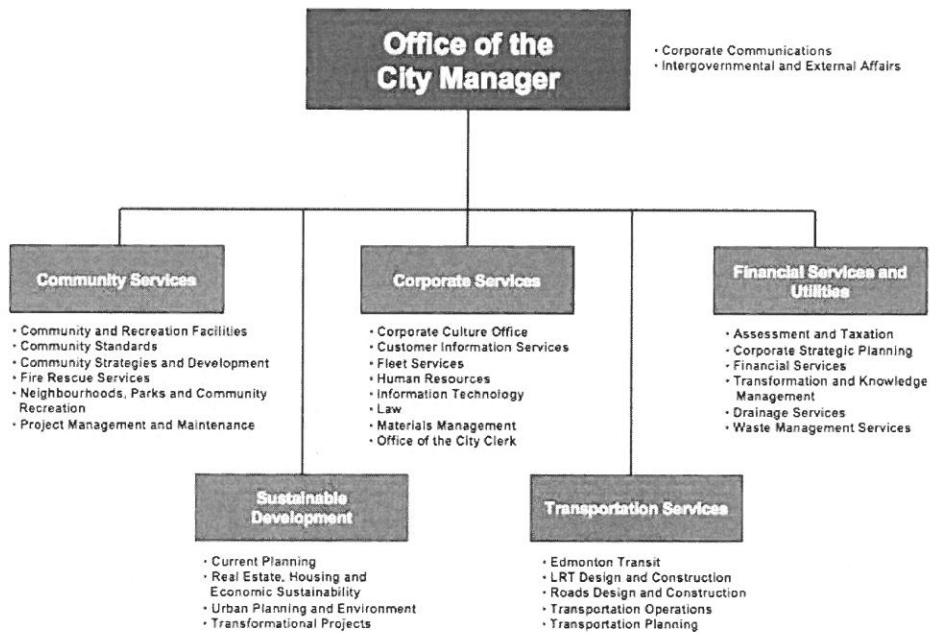 Office of the
City Manager
· Corporate Communications
· Intergovernmental and External Affairs
Community Services
· Community and Recreation Facilities
· Community Standards
· Community Strategies and Development
· Fire Rescue Services
· Neighbourhoods, Parks and Community
Recreation
· Project Management and Maintenance
Corporate Services
· Corporate Culture Office
· Customer Information Services
· Fleet Services
· Human Resources
· Information Technology
· Law
· Materials Management
· Office of the City Clerk
Financial Services and
Utilities
· Assessment and Taxation
· Corporate Strategic Planning
· Financial Services
· Transformation and Knowledge
Management
· Drainage Services
· Waste Management Services
Sustainable
Development
· Current Planning
· Real Estate, Housing and
Economic Sustainability
· Urban Planning and Environment
· Transformational Projects
Transportation Services
· Edmonton Transit
· LRT Design and Construction
· Roads Design and Construction
· Transportation Operations
· Transportation Planning